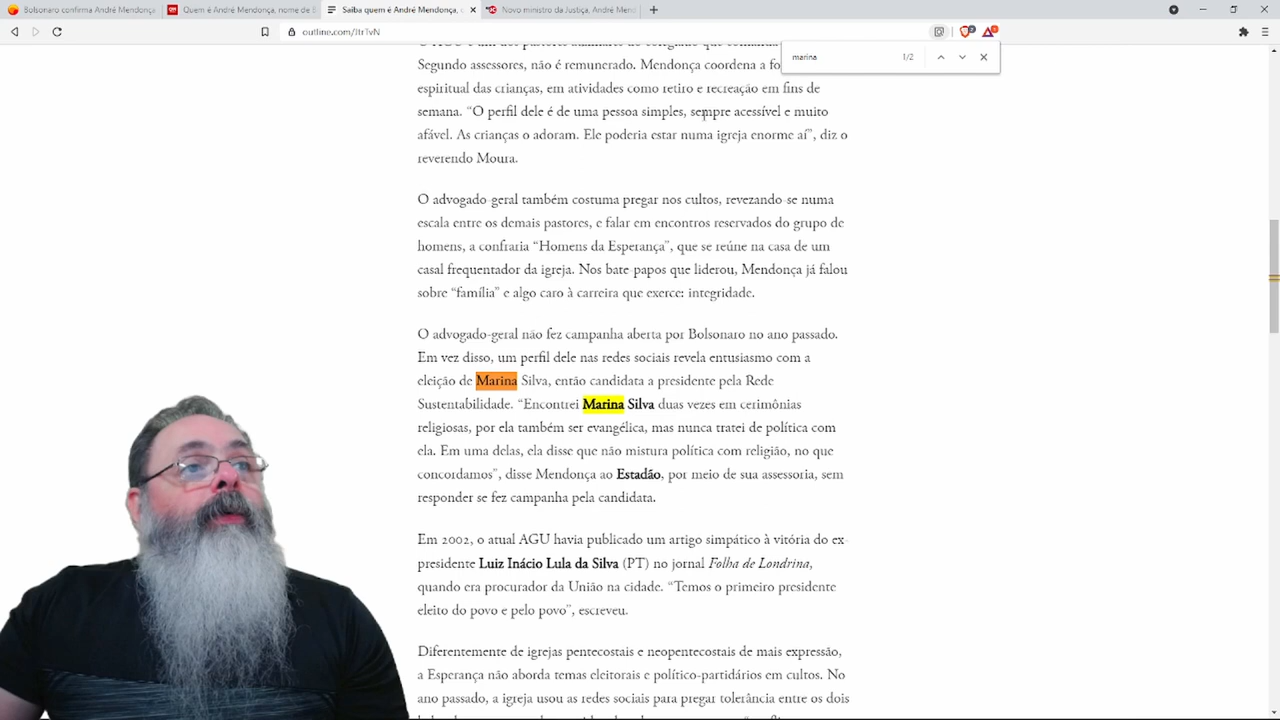 Bolsonaro confirma André Mendonça
Quem é André Mendonça, nome de B
Saiba quem é André Mendonça, o
Novo ministro da Justiça, André Men
outline.com/JtrTvN
marina
1/2
Segundo assessores, não é remunerado. Mendonça coordena a fo
espiritual das crianças, em atividades como retiro e recreação em fins de
semana. “O perfil dele é de uma pessoa simples, sempre acessível e muito
afável. As crianças o adoram. Ele poderia estar numa igreja enorme aí”, diz o
reverendo Moura.
O advogado-geral também costuma pregar nos cultos, revezando-se numa
escala entre os demais pastores, e falar em encontros reservados do grupo de
homens, a confraria “Homens da Esperança”, que se reúne na casa de um
casal frequentador da igreja. Nos bate-papos que liderou, Mendonça já falou
sobre “família” e algo caro à carreira que exerce: integridade.
O advogado-geral não fez campanha aberta por Bolsonaro no ano passado.
Em vez disso, um perfil dele nas redes sociais revela entusiasmo com a
eleição de Marina Silva, então candidata a presidente pela Rede
Sustentabilidade. “Encontrei Marina Silva duas vezes em cerimônias
religiosas, por ela também ser evangélica, mas nunca tratei de política com
ela. Em uma delas, ela disse que não mistura política com religião, no que
concordamos”, disse Mendonça ao Estadão, por meio de sua assessoria, sem
responder se fez campanha pela candidata.
Em 2002, o atual AGU havia publicado um artigo simpático à vitória do ex-
presidente Luiz Inácio Lula da Silva (PT) no jornal Folha de Londrina,
quando era procurador da União na cidade. “Temos o primeiro presidente
eleito do povo e pelo povo”, escreveu.
Diferentemente de igrejas pentecostais e neopentecostais de mais expressão,
a Esperança não aborda temas eleitorais e político-partidários em cultos. No
ano passado, a igreja usou as redes sociais para pregar tolerância entre os dois